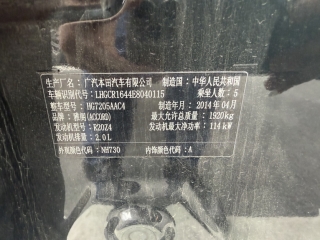 生产厂名：广汽本田汽车有限公司 制造国：中华人民共和国
车辆识别代号：LHGCR1644E8040115 乘坐人数：5
整车型号：HG7205AAC4 制造年月：2014年04月
品牌：雅阁(ACCORD) 最大允许总质量：1920kg
发动机型号：R20Z4 发动机最大净功率：114kW
发动机排量：2.0L
外观颜色代码：NH730 内饰颜色代码：A